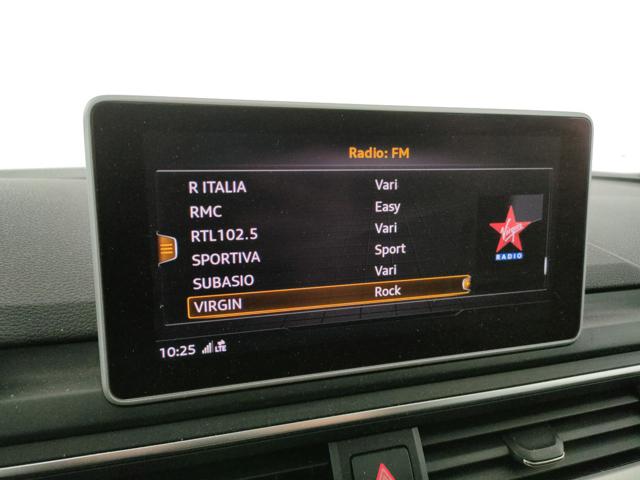 Radio: FM
R ITALIA Vari
RMC Easy
RTL102.5 Vari
SPORTIVA Sport
SUBASIO Vari
VIRGIN Rock
Virgin
RADIO
10:25 LTE